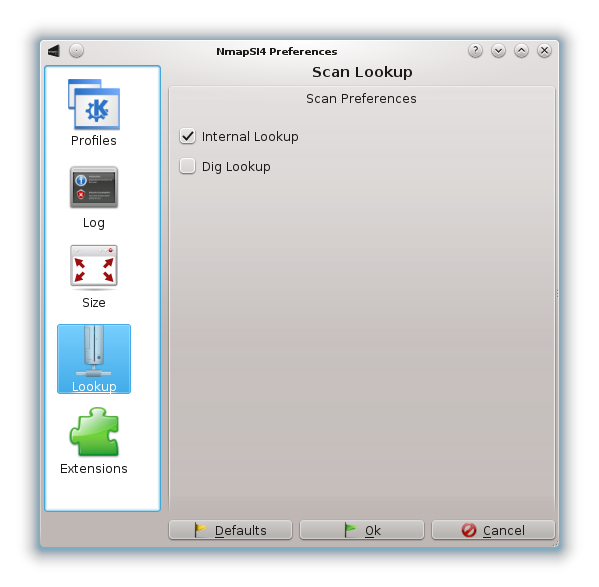 NmapSI4 Preferences
Scan Lookup
Scan Preferences
Internal Lookup
Dig Lookup
Profiles
Log
Size
Lookup
Extensions
Defaults
Ok
Cancel